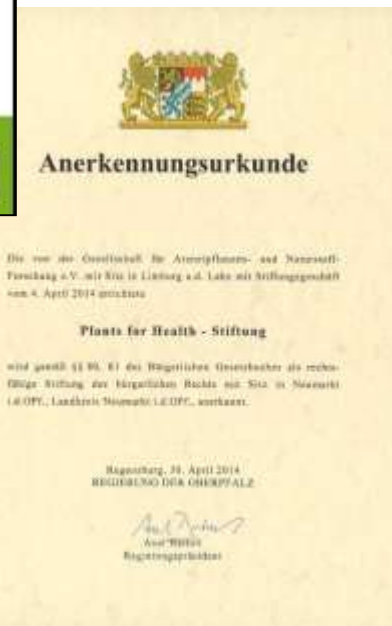 Anerkennungsurkunde
Die von der Gesellschaft für Arzneipflanzen- und Naturstoff-
Forschung e.V. mit Sitz in Limburg a.d. Lahn mit Stiftungsgeschäft
vom 4. April 2014 errichtete
Plants for Health - Stiftung
wird gemäß §§ 80, 81 des Bürgerlichen Gesetzbuches als rechts-
fähige Stiftung des bürgerlichen Rechts mit Sitz in Neumarkt
i.d.OPf., Landkreis Neumarkt i.d.OPf., anerkannt.
Regensburg, 30. April 2014
REGIERUNG DER OBERPFALZ
Axel
Regierungspräsident